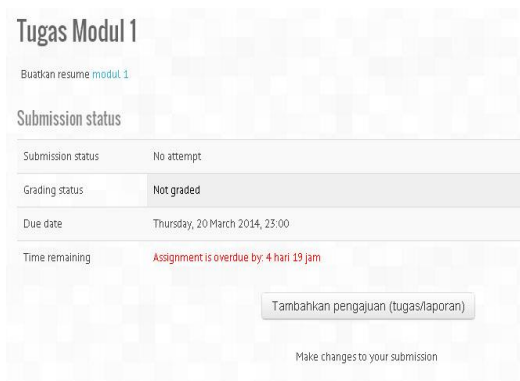 Tugas Modul 1
Buatkan resume modul 1
Submission status
Submission status No attempt
Grading status Not graded
Due date Thursday, 20 March 2014, 23:00
Time remaining Assignment is overdue by: 4 hari 19 jam
Tambahkan pengajuan (tugas/laporan)
Make changes to your submission